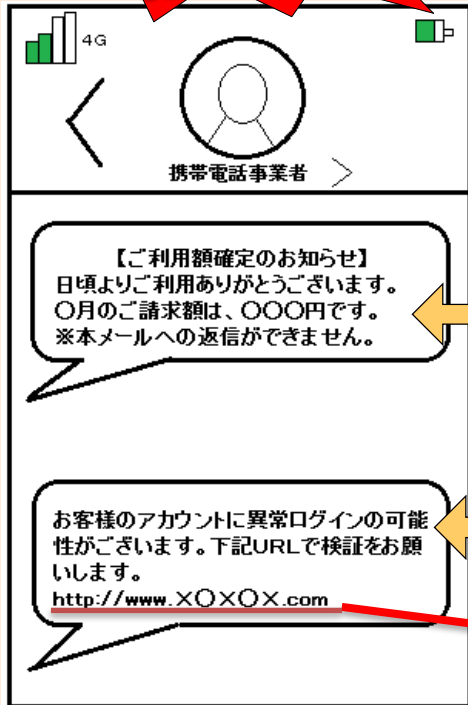 4G
携帯電話事業者
【ご利用額確定のお知らせ】
日頃よりご利用ありがとうございます。
〇月のご請求額は、〇〇〇円です。
※本メールへの返信ができません。
お客様のアカウントに異常ログインの可能
性がございます。下記URLで検証をお願
いします。
http://www.×〇×〇×.com